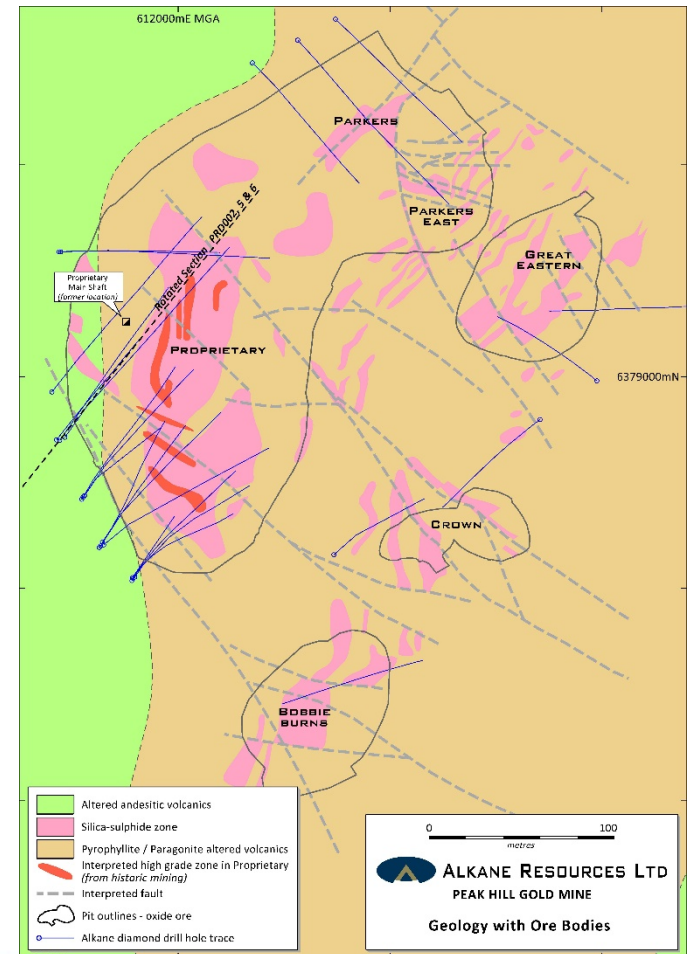 612000mE MGA
PARKERS
PARKERS
EAST
GREAT
EASTERN
Rotated Section PRD002, 5 & 6
Proprietary
Main Shaft
(former location)
PROPRIETARY
6379000mN
CROWN
BOBBIE
BURNS
Altered andesitic volcanics
Silica-sulphide zone
Pyrophyllite / Paragonite altered volcanics
Interpreted high grade zone in Proprietary
(from historic mining)
Interpreted fault
Pit outlines - oxide ore
Alkane diamond drill hole trace
0 100
metres
ALKANE RESOURCES LTD
PEAK HILL GOLD MINE
Geology with Ore Bodies